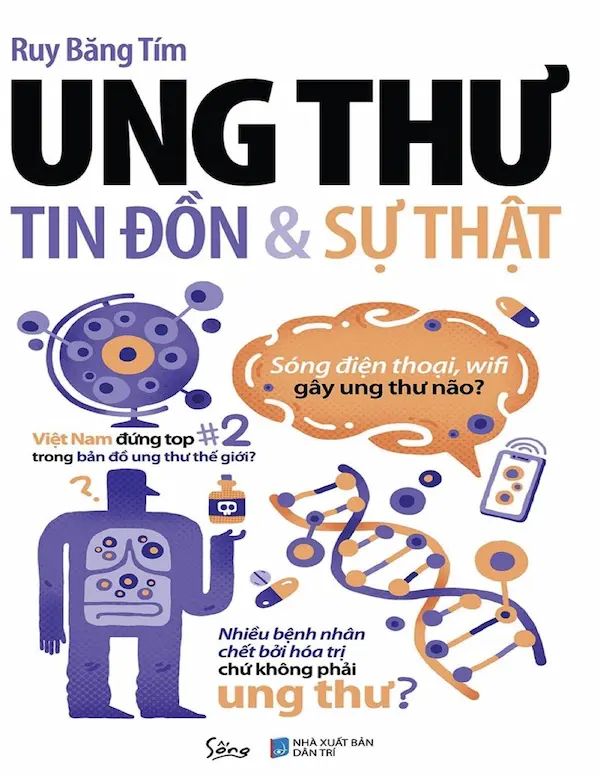 Ruy Băng Tím
UNG THƯ
TIN ĐỒN & SỰ THẬT
Sóng điện thoại, wifi
gây ung thư não?
Việt Nam đứng top #2
trong bản đồ ung thư thế giới?
?
Nhiều bệnh nhân
chết bởi hóa trị
chứ không phải
ung thư?
Sống
NHÀ XUẤT BẢN
DÂN TRÍ